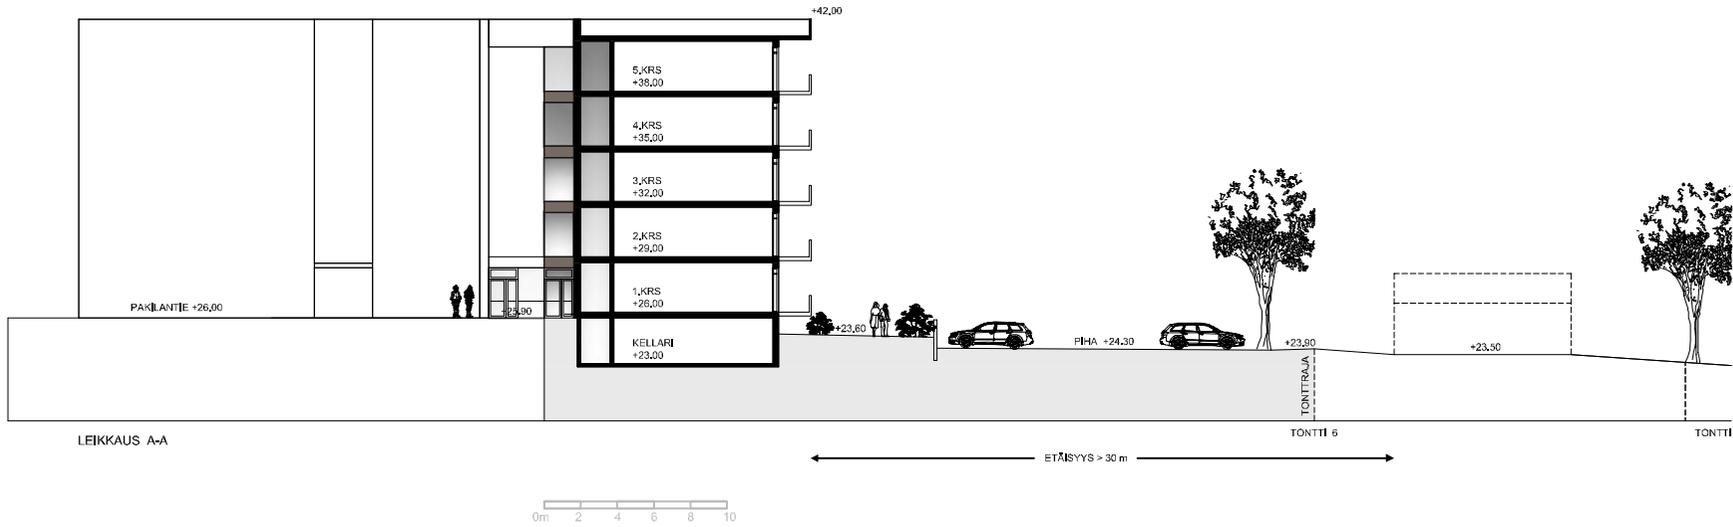 +42.00
5.KRS
+38.00
4.KRS
+35.00
3.KRS
+32.00
2.KRS
+29.00
1.KRS
+26.00
PAKILANTIE +26.00
+25.90
KELLARI
+23.00
+23.60
PIHA +24.30
+23.90
+23.50
TONTTIRAJA
LEIKKAUS A-A
TONTTI 6
TONTTI
ETÄISYYS > 30 m
0m 2 4 6 8 10